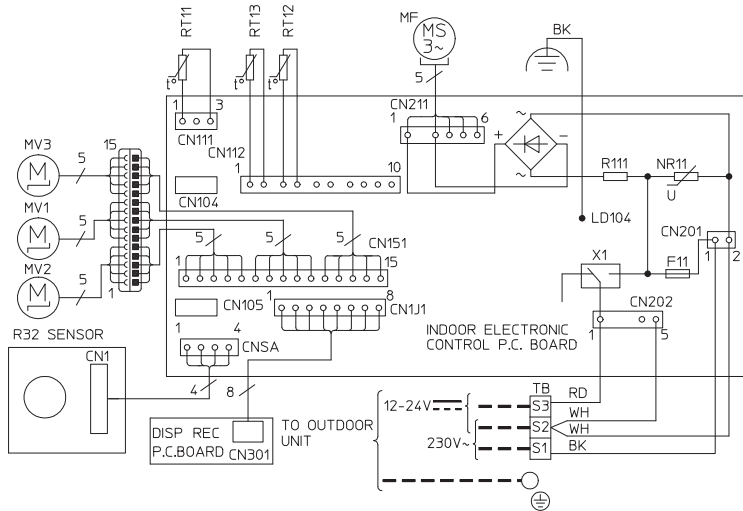 RT11
RT13
RT12
MF
MS
3~
BK
t°
t°
t°
5
1
3
CN111
CN211
1
6
~
+
−
~
MV3
15
5
CN112
1
10
R111
NR11
U
CN104
MV1
5
LD104
CN201
1
2
5
5
5
CN151
1
15
X1
F11
MV2
5
1
CN105
1
8
CN1J1
CN202
1
5
R32 SENSOR
CN1
1
4
CNSA
INDOOR ELECTRONIC
CONTROL P.C. BOARD
4
8
TB
RD
12-24V
S3
WH
DISP REC
P.C.BOARD
CN301
TO OUTDOOR
UNIT
S2
WH
230V~
S1
BK